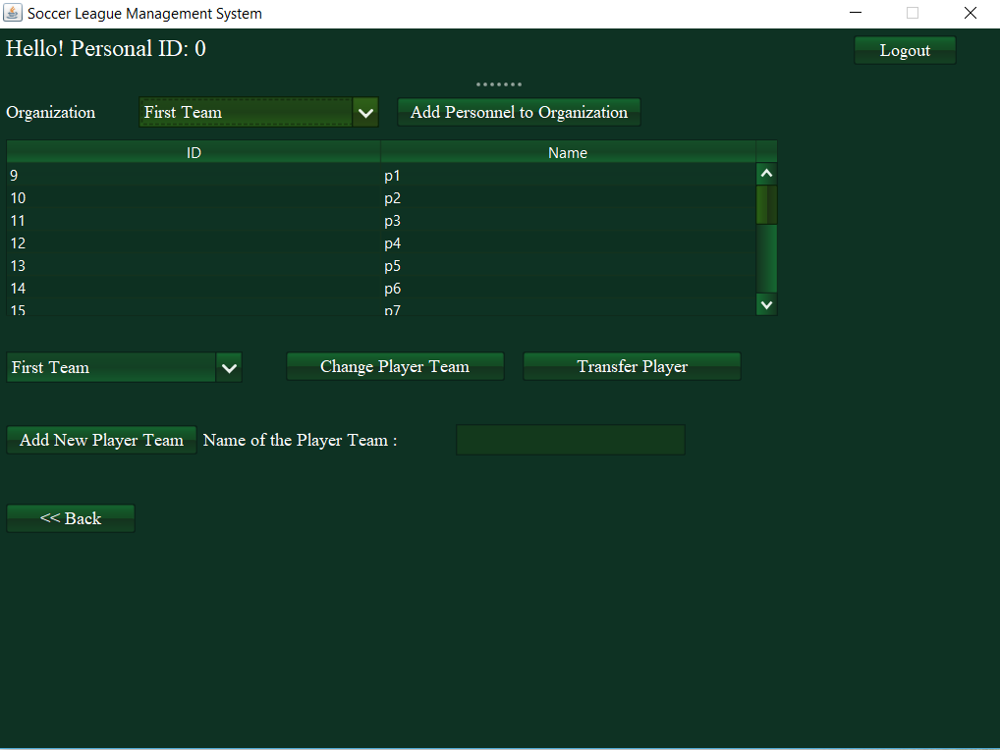 Soccer League Management System
Hello! Personal ID: 0
Logout
Organization First Team Add Personnel to Organization
ID Name
9 p1
10 p2
11 p3
12 p4
13 p5
14 p6
15 p7
First Team Change Player Team Transfer Player
Add New Player Team Name of the Player Team :
<< Back